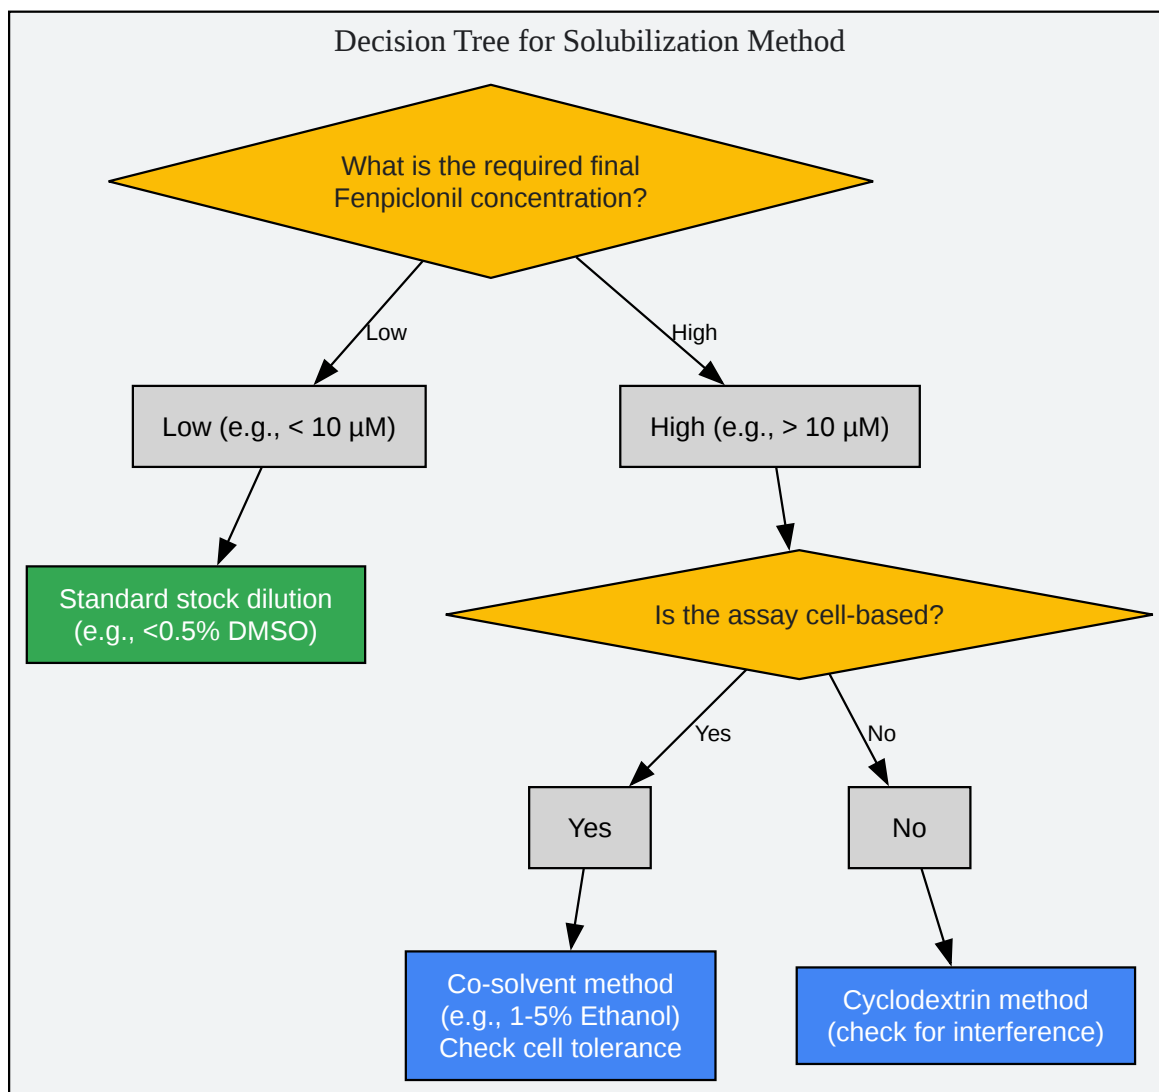 Decision Tree for Solubilization Method
What is the required final
Fenpiclonil concentration?
Low
High
Low (e.g., < 10 µM)
High (e.g., > 10 µM)
Standard stock dilution
(e.g., <0.5% DMSO)
Is the assay cell-based?
Yes
No
Yes
No
Co-solvent method
(e.g., 1-5% Ethanol)
Check cell tolerance
Cyclodextrin method
(check for interference)